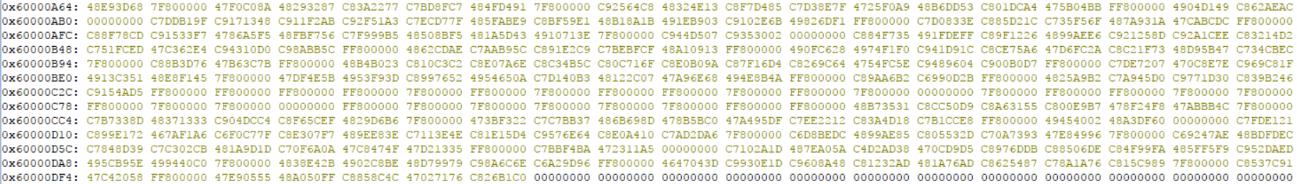 0x60000A64: 48E93D68 7F800000 47F0C08A 48293287 C83A2277 C7BD8FC7 484FD491 7F800000 C92564C8 48324E13 C8F7D485 C7D38E7F 4725F0A9 48B6DD53 C801DCA4 475B04BB FF800000 4904D149 C862AEAC
0x60000AB0: 00000000 C7DDB19F C9171348 C911F2AB C92F51A3 C7ECD77F 485FABE9 C8BF59E1 48B18A1B 491EB903 C9102E6B 49826DF1 FF800000 C7D0833E C885D21C C735F56F 487A931A 47CABCDC FF800000
0x60000AFC: C88F78CD C91533F7 4786A5F5 48FBF756 C7F999B5 48508BF5 481A5D43 4910713E 7F800000 C944D507 C9353002 00000000 C884F735 491FDEFF C89F1226 4899AEE6 C921258D C92A1CEE C83214D2
0x60000B48: C751FCED 47C362E4 C94310D0 C98ABB5C FF800000 4862CDAE C7AAB95C C891E2C9 C7BEBFCF 48A10913 FF800000 490FC628 4974F1F0 C941D91C C8CE75A6 47D6FC2A C8C21F73 48D95B47 C734CBEC
0x60000B94: 7F800000 C88B3D76 47B63C7B FF800000 48B4B023 C810C3C2 C8E07A6E C8C34B5C C80C716F C8E0B09A C87F16D4 C8269C64 4754FC5E C9489604 C900B0D7 FF800000 C7DE7207 470C8E7C C969C81F
0x60000BE0: 4913C351 48E8F145 7F800000 47DF4E5B 4953F93D C8997652 4954650A C7D140B3 48122C07 47A96E68 494E8B4A FF800000 C89AA6B2 C6990D2B FF800000 4825A9B2 C7A945D0 C9771D30 C839B246
0x60000C2C: C9154AD5 FF800000 7F800000 FF800000 FF800000 FF800000 7F800000 7F800000 FF800000 7F800000 FF800000 7F800000 00000000 7F800000 7F800000 FF800000 FF800000 7F800000 7F800000
0x60000C78: FF800000 7F800000 7F800000 00000000 FF800000 7F800000 FF800000 7F800000 7F800000 7F800000 7F800000 FF800000 48B73531 C8CC50D9 C8A63155 C800E9B7 478F24F8 47ABBB4C 7F800000
0x60000CC4: C7B7338D 48371333 C904DCC4 C8F65CEF 4829D6B6 7F800000 473BF322 C7C7BB37 486B698D 478B5BC0 47A495DF C7EE2212 C83A4D18 C7B1CCE8 FF800000 49454002 48A3DF60 00000000 C7FDE121
0x60000D10: C899E172 467AF1A6 C6F0C77F C8E307F7 489EE83E C7113E4E C81E15D4 C9576E64 C8E0A410 C7AD2DA6 7F800000 C6D8BEDC 4899AE85 C805532D C70A7393 47E84996 7F800000 C69247AE 48BDFDEC
0x60000D5C: C7848D39 C7C302CB 481A9D1D C70F6A0A 47C8474F 47D21335 FF800000 C7BBF4BA 472311A5 00000000 C7102A1D 487EA05A C4D2AD38 470CD9D5 C8976DDB C88506DE C84F99FA 485FF5F9 C952DAED
0x60000DA8: 495CB95E 499440C0 7F800000 4838E42B 4902C8BE 48D79979 C98A6C6E C6A29D96 FF800000 4647043D C9930E1D C9608A48 C81232AD 481A76AD C8625487 C78A1A76 C815C989 7F800000 C8537C91
0x60000DF4: 47C42058 FF800000 47E90555 48A050FF C8858C4C 47027176 C826B1C0 00000000 00000000 00000000 00000000 00000000 00000000 00000000 00000000 00000000 00000000 00000000 00000000